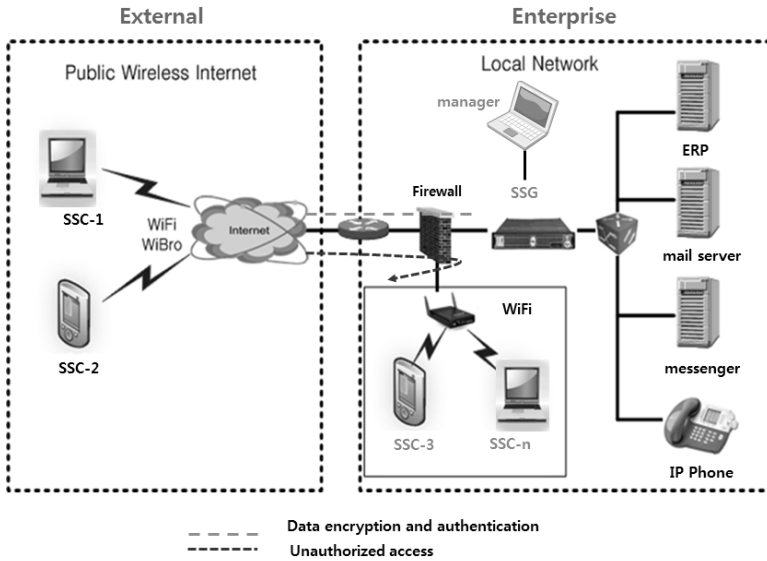 External
Enterprise
Public Wireless Internet
Local Network
manager
ERP
SSC-1
Firewall
SSG
WiFi
WiBro
Internet
mail server
WiFi
SSC-2
messenger
SSC-3
SSC-n
IP Phone
Data encryption and authentication
Unauthorized access